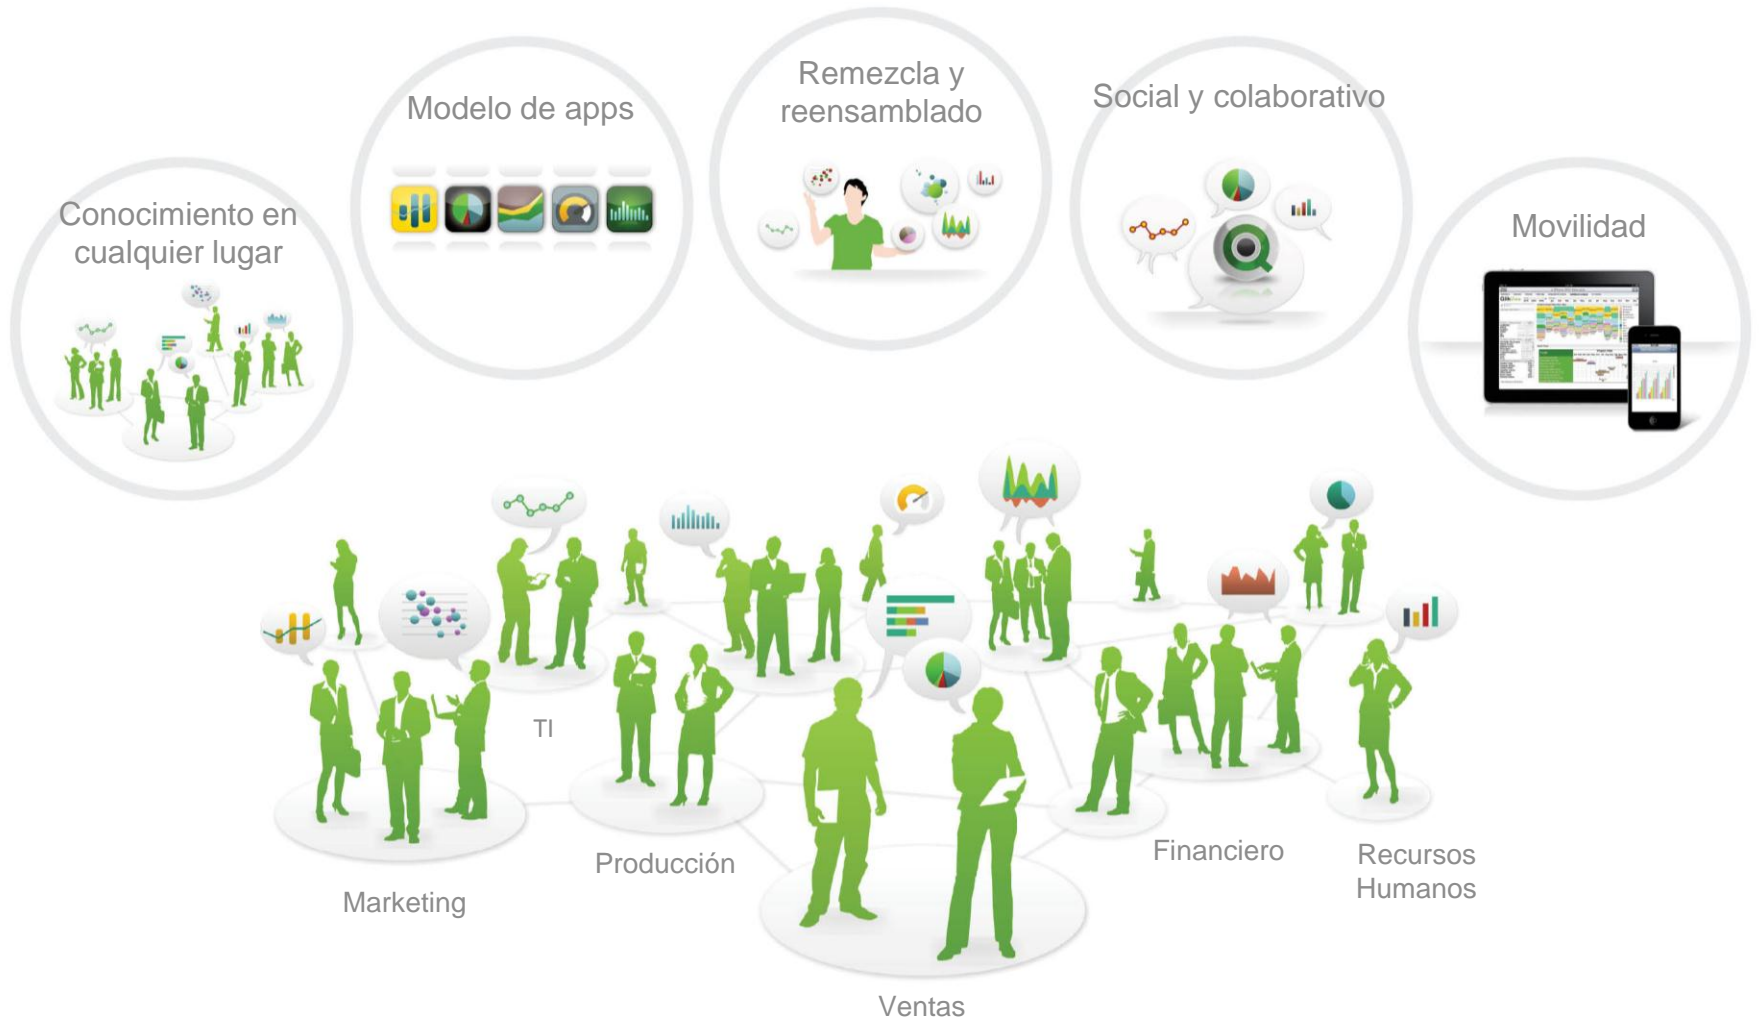 Conocimiento en
cualquier lugar
Modelo de apps
Remezcla y
reensamblado
Social y colaborativo
Movilidad
TI
Producción
Marketing
Ventas
Financiero
Recursos
Humanos